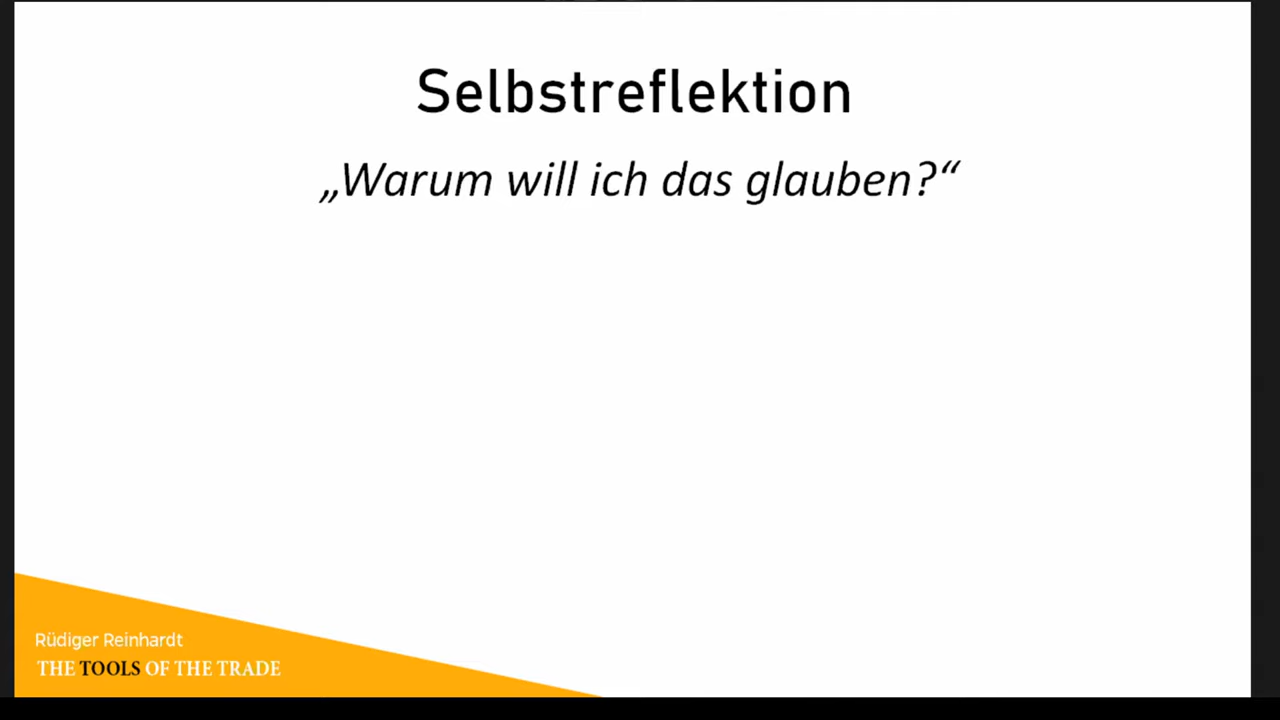 Selbstreflektion
„Warum will ich das glauben?“
Rüdiger Reinhardt
THE TOOLS OF THE TRADE